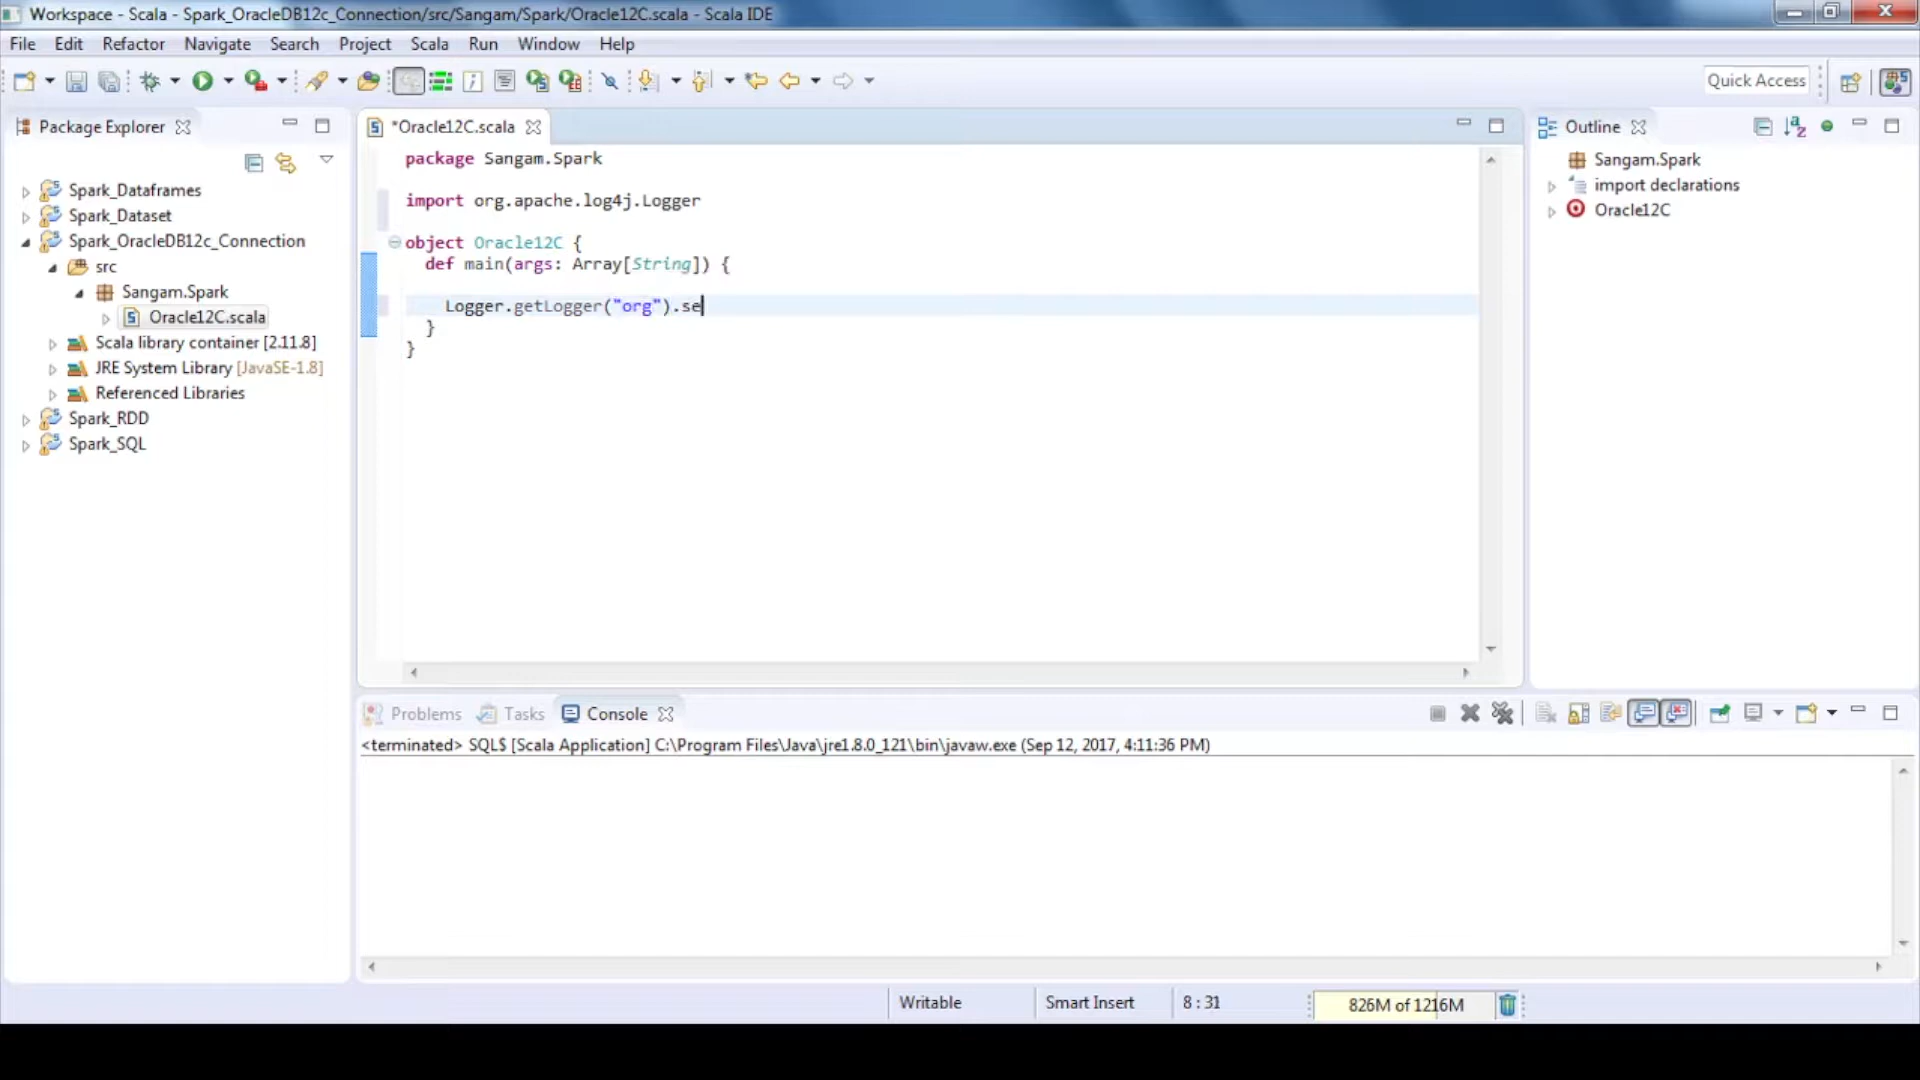 Workspace - Scala - Spark_OracleDB12c_Connection/src/Sangam/Spark/Oracle12C.scala - Scala IDE
File Edit Refactor Navigate Search Project Scala Run Window Help
Quick Access
Package Explorer
Spark_Dataframes
Spark_Dataset
Spark_OracleDB12c_Connection
src
Sangam.Spark
Oracle12C.scala
Scala library container [2.11.8]
JRE System Library [JavaSE-1.8]
Referenced Libraries
Spark_RDD
Spark_SQL
*Oracle12C.scala
package Sangam.Spark
import org.apache.log4j.Logger
object Oracle12C {
def main(args: Array[String]) {
Logger.getLogger("org").se
}
}
Outline
Sangam.Spark
import declarations
Oracle12C
Problems Tasks Console
<terminated> SQL$ [Scala Application] C:\Program Files\Java\jre1.8.0_121\bin\javaw.exe (Sep 12, 2017, 4:11:36 PM)
Writable Smart Insert 8 : 31 826M of 1216M